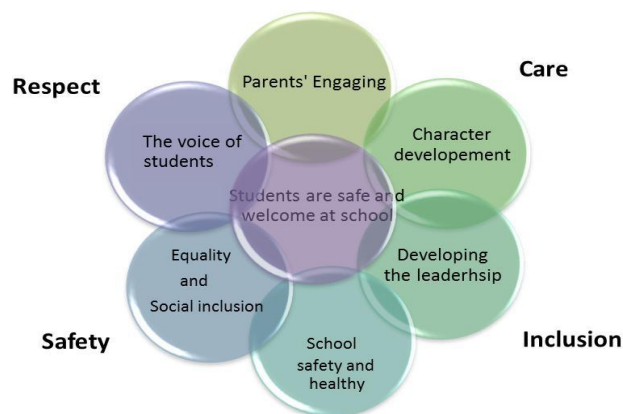 Respect
Care
Parents' Engaging
The voice of
students
Character
developement
Students are safe and
welcome at school
Equality
and
Social inclusion
Developing
the leaderhsip
School
safety and
healthy
Safety
Inclusion